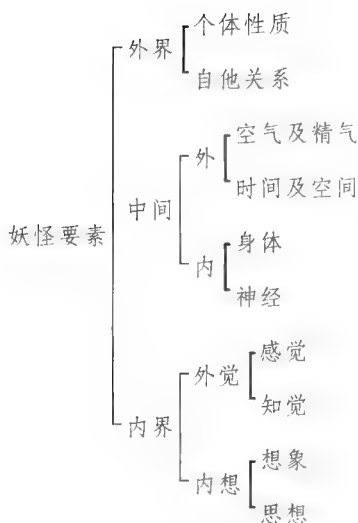 个体性质
外界
自他关系
空气及精气
外
时间及空间
中间
妖怪要素
身体
内
神经
感觉
外觉
知觉
内界
想象
内想
思想